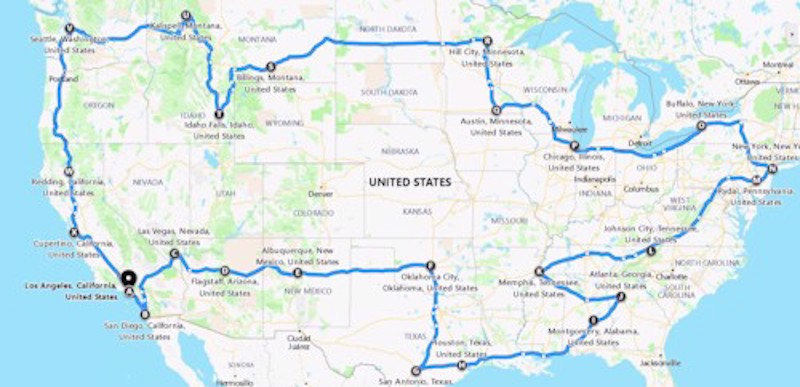 Kalispell, Montana,
United States
Seattle, Washington,
United States
NORTH DAKOTA
MONTANA
Hill City, Minnesota,
United States
Portland
Billings, Montana,
United States
WISCONSIN
Montreal
Ottawa
OREGON
SOUTH DAKOTA
MICHIGAN
Buffalo, New York,
United States
IDAHO
Idaho Falls, Idaho,
United States
WYOMING
Austin, Minnesota,
United States
Milwaukee
Detroit
NEBRASKA
Chicago, Illinois,
United States
OHIO
New York, New Y
United States
Redding, California,
United States
NEVADA
UTAH
Denver
UNITED STATES
Indianapolis
INDIANA
Columbus
Rydal, Pennsylvania,
United States
COLORADO
KANSAS
MISSOURI
WEST
VIRGINIA
Cupertino, California,
United States
Las Vegas, Nevada,
United States
Albuquerque, New
Mexico, United States
Johnson City, Tennessee,
United States
NORTH CAROLINA
Los Angeles, California,
United States
Flagstaff, Arizona,
United States
NEW MEXICO
Oklahoma City,
Oklahoma, United States
Memphis, Tennessee,
United States
Atlanta, Georgia,
United States
Charlotte
SOUTH
CAROLINA
San Diego, California,
United States
Ciudad
Juárez
TEXAS
Houston, Texas,
United States
Montgomery, Alabama,
United States
SONORA
Hermosillo
San Antonio, Texas,
Jacksonville